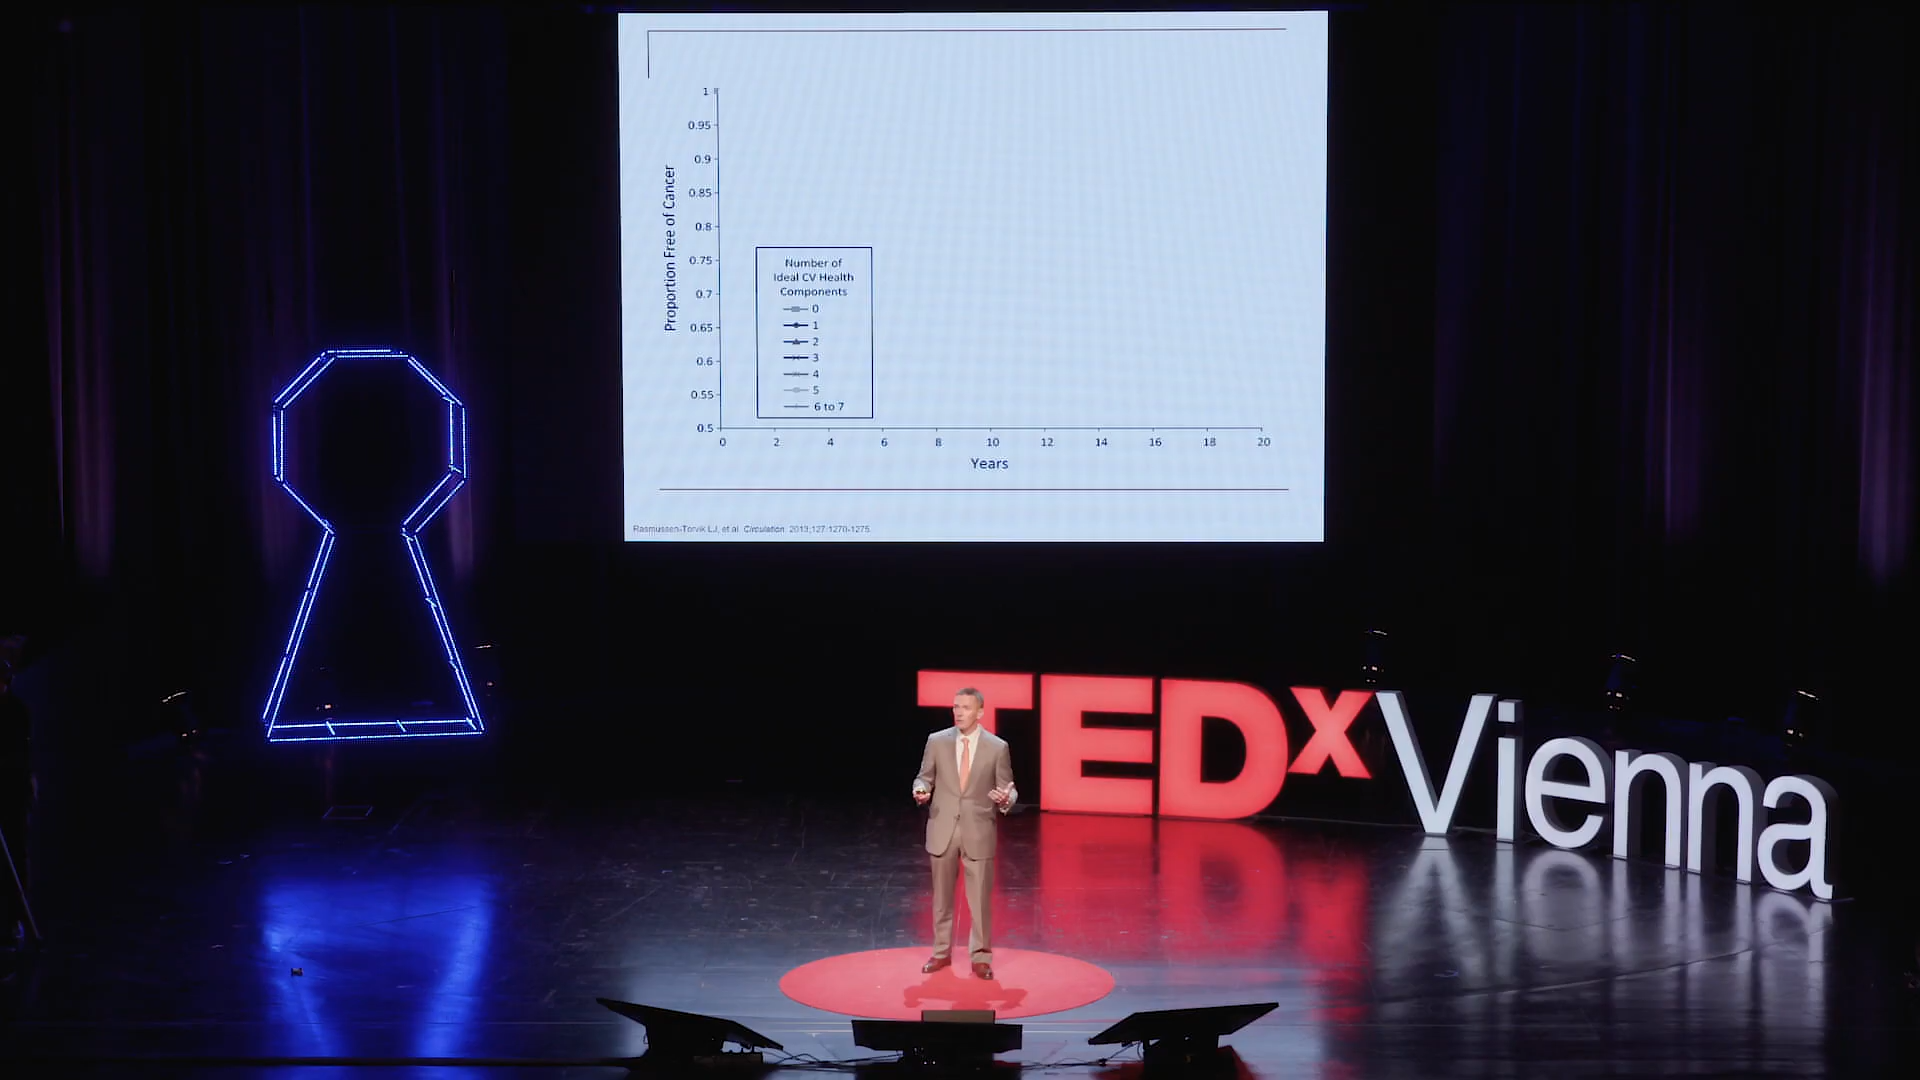 1
0.95
0.9
0.85
0.8
0.75
0.7
0.65
0.6
0.55
0.5
Proportion Free of Cancer
Number of
Ideal CV Health
Components
0
1
2
3
4
5
6 to 7
0 2 4 6 8 10 12 14 16 18 20
Years
Rasmussen-Torvik LJ, et al. Circulation. 2013;127:1270-1275.
TEDxVienna